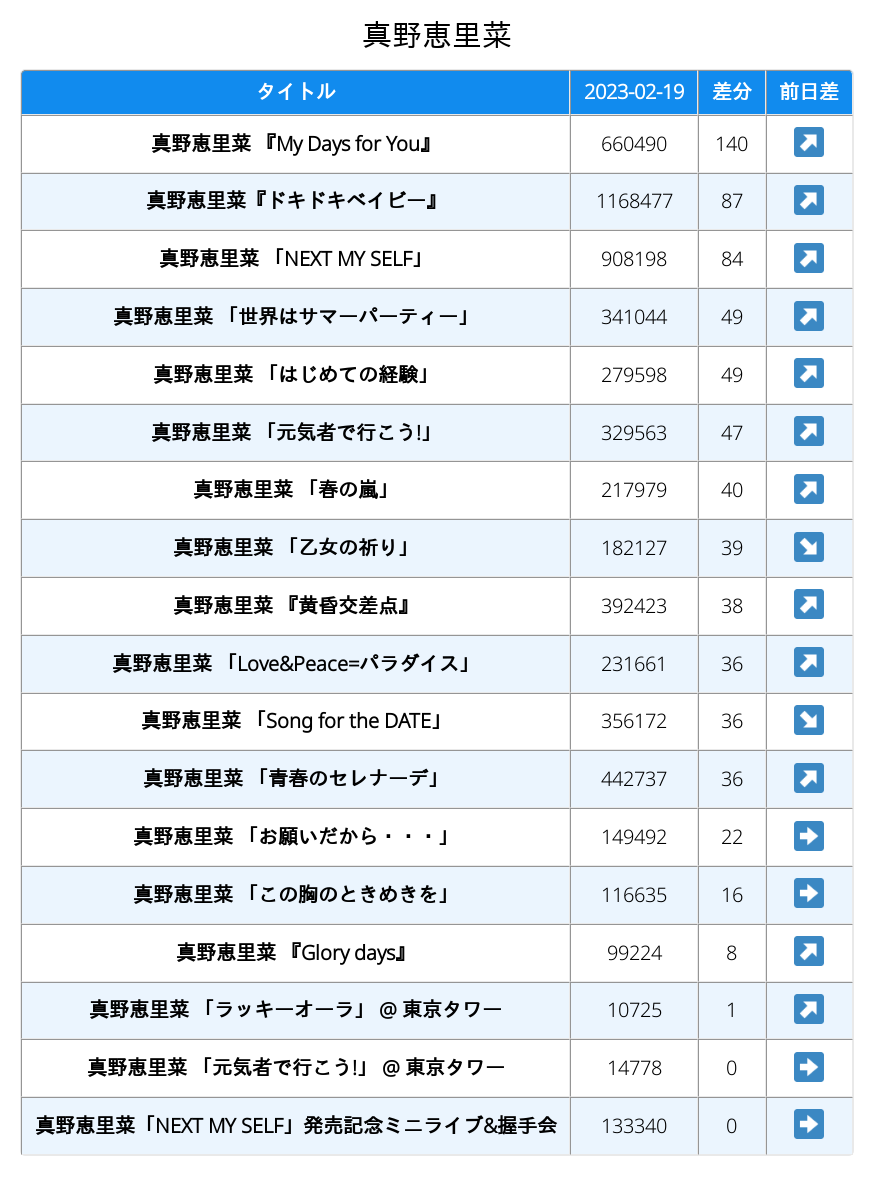 真野恵里菜
タイトル 2023-02-19 差分 前日差
真野恵里菜 『My Days for You』 660490 140 ↗
真野恵里菜『ドキドキベイビー』 1168477 87 ↗
真野恵里菜 「NEXT MY SELF」 908198 84 ↗
真野恵里菜 「世界はサマーパーティー」 341044 49 ↗
真野恵里菜 「はじめての経験」 279598 49 ↗
真野恵里菜 「元気者で行こう!」 329563 47 ↗
真野恵里菜 「春の嵐」 217979 40 ↗
真野恵里菜 「乙女の祈り」 182127 39 ↘
真野恵里菜 『黄昏交差点』 392423 38 ↗
真野恵里菜 「Love&Peace=パラダイス」 231661 36 ↗
真野恵里菜 「Song for the DATE」 356172 36 ↘
真野恵里菜 「青春のセレナーデ」 442737 36 ↗
真野恵里菜 「お願いだから・・・」 149492 22 ➡
真野恵里菜 「この胸のときめきを」 116635 16 ➡
真野恵里菜 『Glory days』 99224 8 ↗
真野恵里菜 「ラッキーオーラ」 @ 東京タワー 10725 1 ↗
真野恵里菜 「元気者で行こう!」 @ 東京タワー 14778 0 ➡
真野恵里菜「NEXT MY SELF」発売記念ミニライブ&握手会 133340 0 ➡